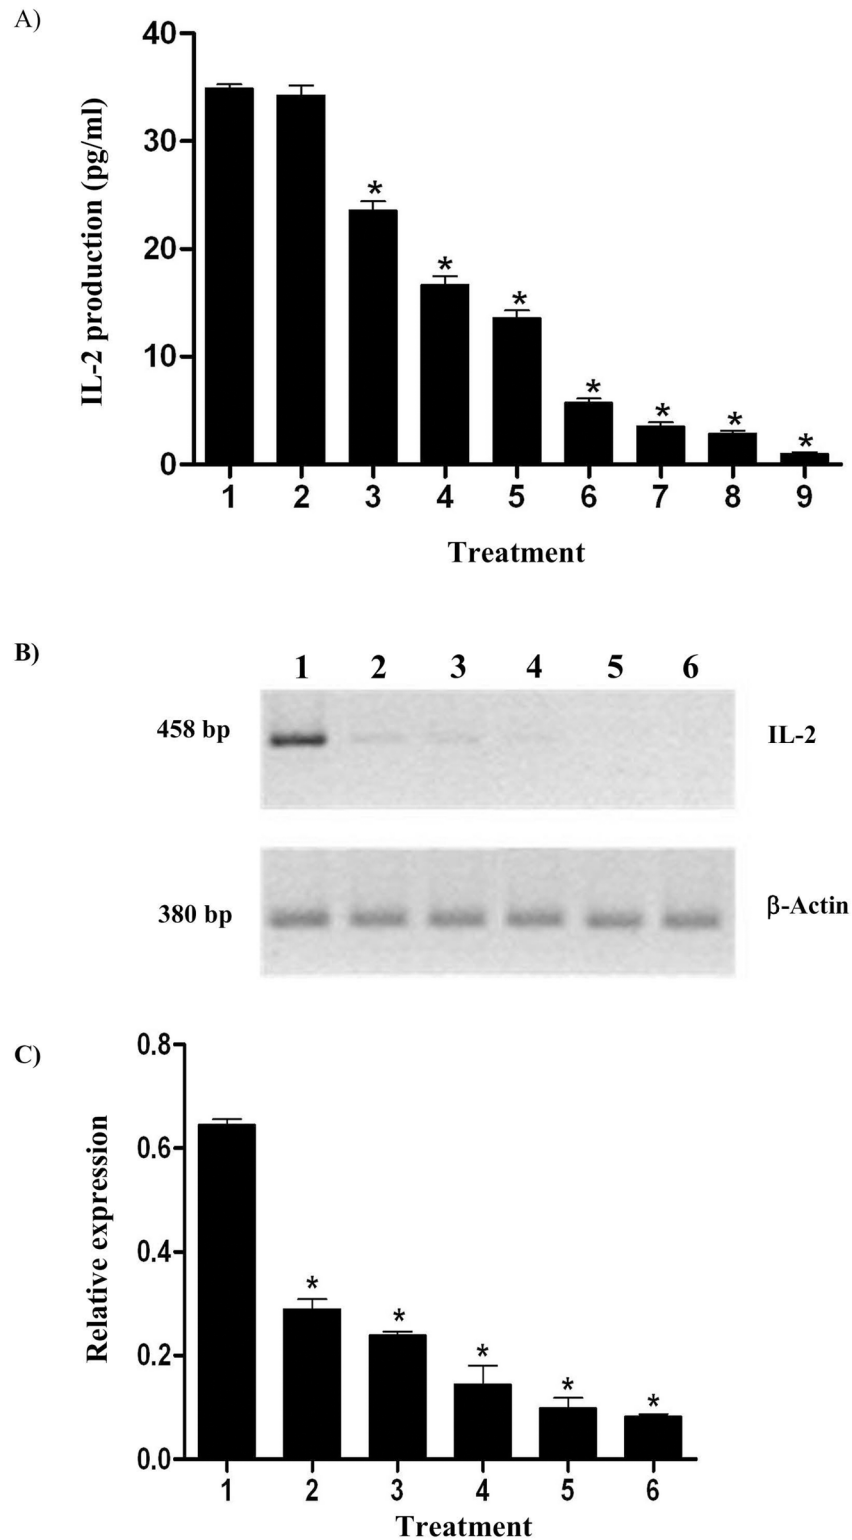 A)
IL-2 production (pg/ml)
40
30
20
10
0
*
*
*
*
*
*
*
1 2 3 4 5 6 7 8 9
Treatment
B)
1 2 3 4 5 6
458 bp
IL-2
380 bp
β-Actin
C)
Relative expression
0.8
0.6
0.4
0.2
0.0
*
*
*
*
*
1 2 3 4 5 6
Treatment